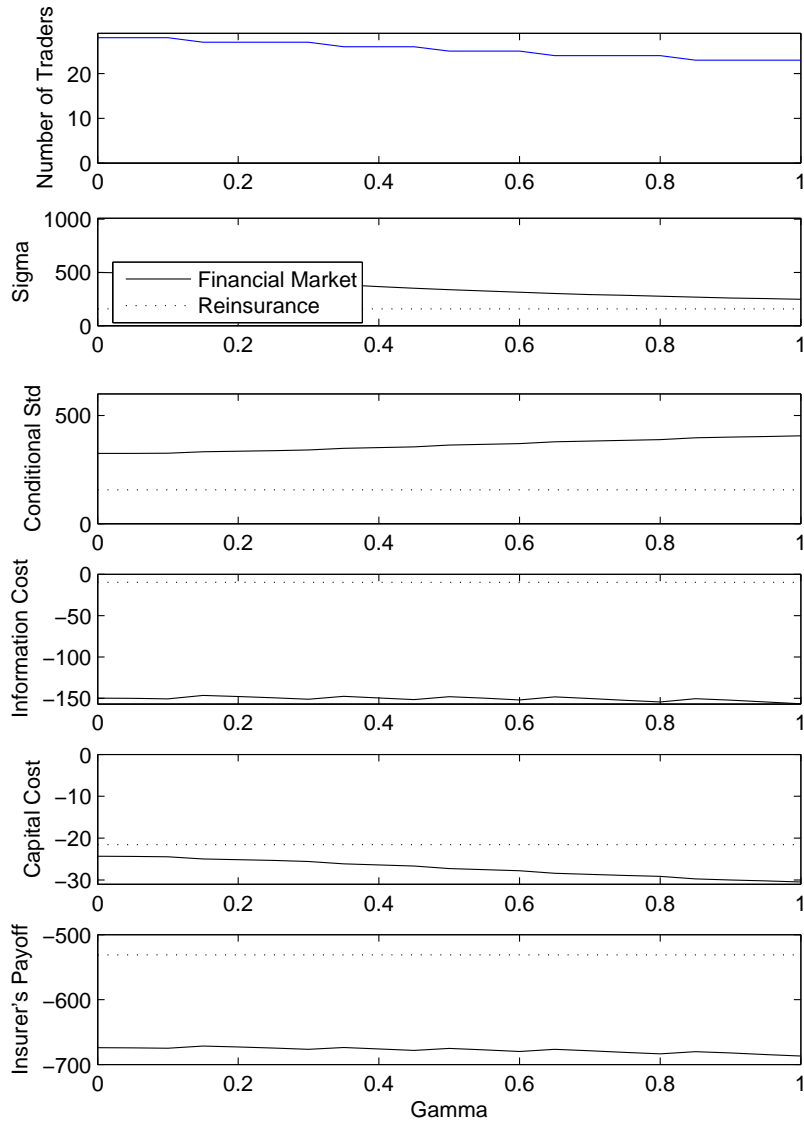 Number of Traders
20
10
0
0 0.2 0.4 0.6 0.8 1
Sigma
1000
500
0
Financial Market
Reinsurance
0 0.2 0.4 0.6 0.8 1
Conditional Std
500
0
0 0.2 0.4 0.6 0.8 1
Information Cost
0
−50
−100
−150
0 0.2 0.4 0.6 0.8 1
Capital Cost
0
−10
−20
−30
0 0.2 0.4 0.6 0.8 1
Insurer's Payoff
−500
−600
−700
0 0.2 0.4 0.6 0.8 1
Gamma